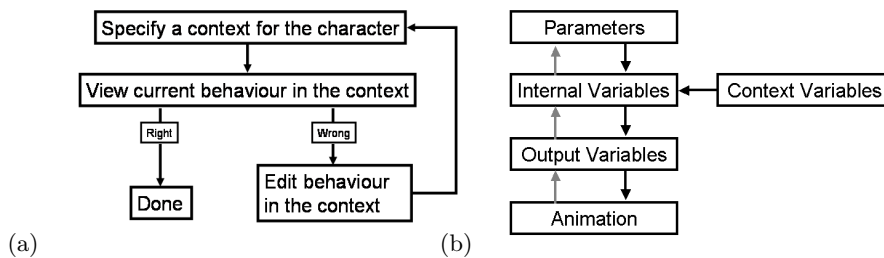 Specify a context for the character
View current behaviour in the context
Right
Wrong
Done
Edit behaviour
in the context
(a)
Parameters
Internal Variables
Context Variables
Output Variables
Animation
(b)